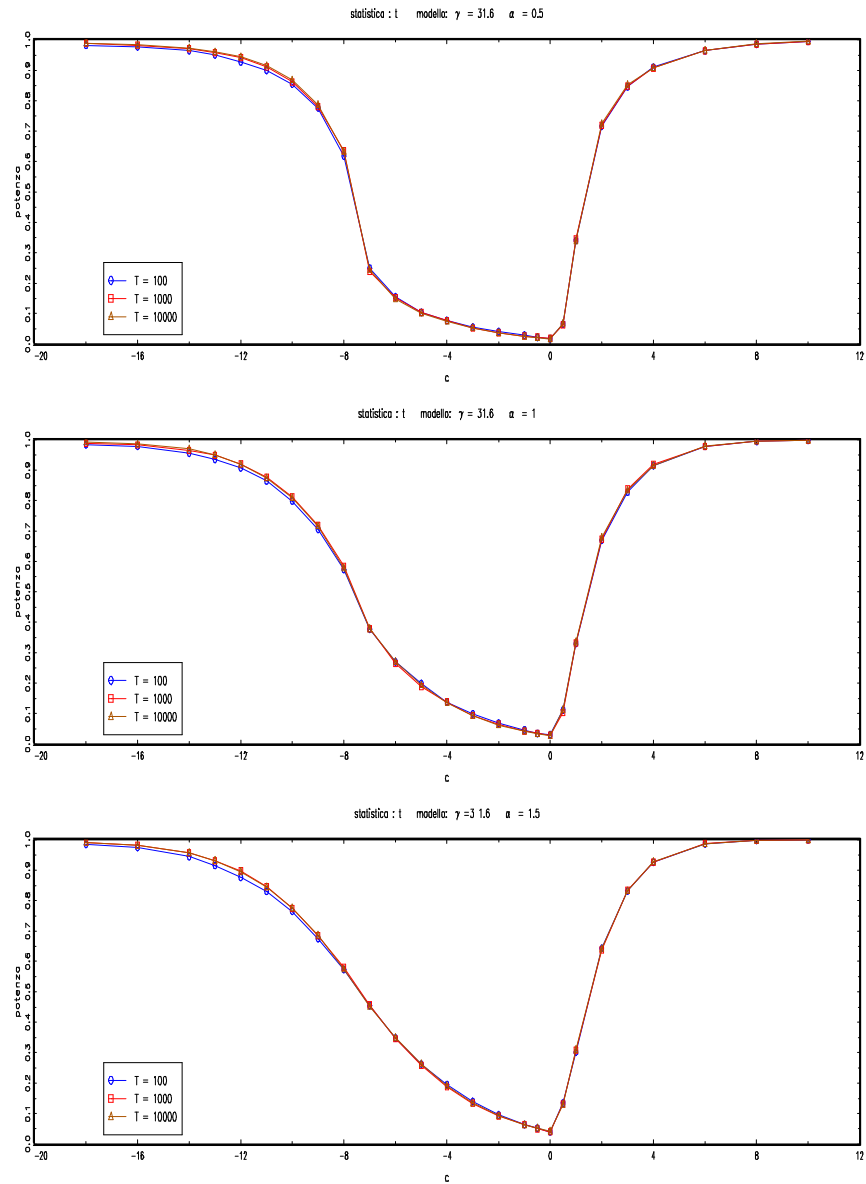 statistica : t modello: γ = 31.6 α = 0.5
1.0
0.9
0.8
0.7
0.6
0.5
0.4
0.3
0.2
0.1
0.0
potenza
T = 100
T = 1000
T = 10000
-20 -16 -12 -8 -4 0 4 8 12
c
statistica : t modello: γ = 31.6 α = 1
1.0
0.9
0.8
0.7
0.6
0.5
0.4
0.3
0.2
0.1
0.0
potenza
T = 100
T = 1000
T = 10000
-20 -16 -12 -8 -4 0 4 8 12
c
statistica : t modello: γ =3 1.6 α = 1.5
1.0
0.9
0.8
0.7
0.6
0.5
0.4
0.3
0.2
0.1
0.0
potenza
T = 100
T = 1000
T = 10000
-20 -16 -12 -8 -4 0 4 8 12
c